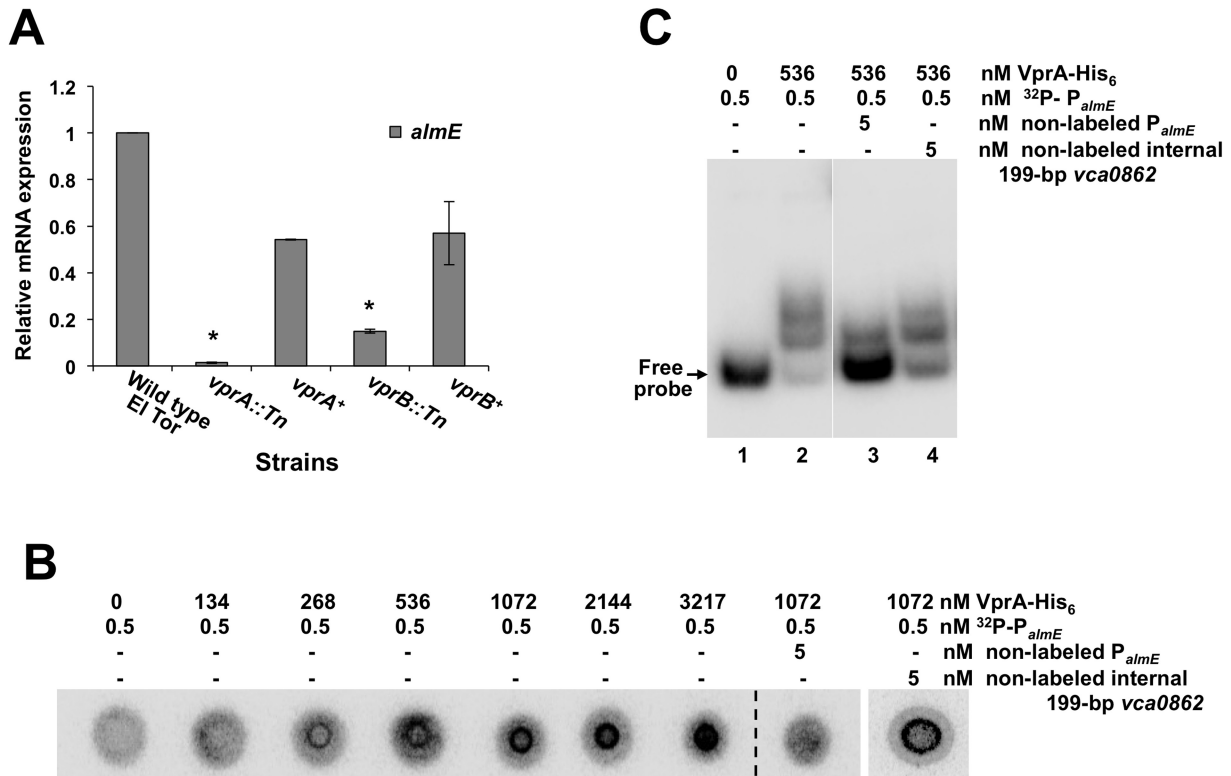 A
1.2
1
0.8
0.6
0.4
0.2
0
Relative mRNA expression
almE
*
*
Wild type
El Tor
vprA::Tn
vprA+
vprB::Tn
vprB+
Strains
C
0 536 536 536 nM VprA-His6
0.5 0.5 0.5 0.5 nM 32P- PalmE
- - 5 - nM non-labeled PalmE
- - - 5 nM non-labeled internal
199-bp vca0862
Free
probe
1 2 3 4
B
0 134 268 536 1072 2144 3217 1072 1072 nM VprA-His6
0.5 0.5 0.5 0.5 0.5 0.5 0.5 0.5 0.5 nM 32P-PalmE
- - - - - - - 5 - nM non-labeled PalmE
- - - - - - - - 5 nM non-labeled internal
199-bp vca0862